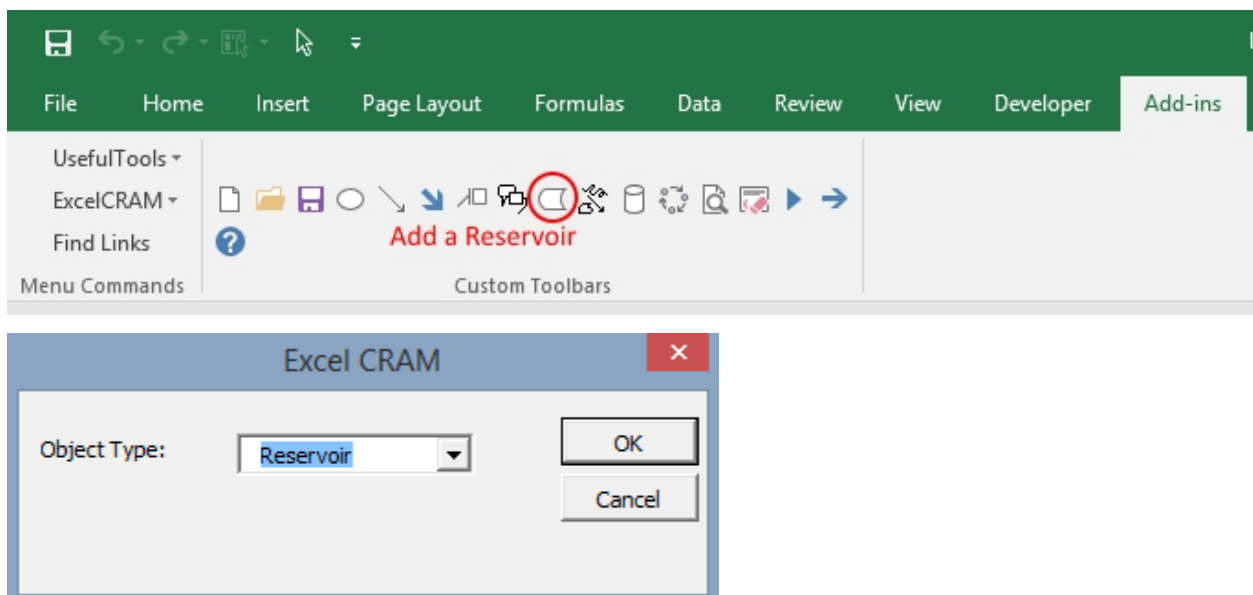 File Home Insert Page Layout Formulas Data Review View Developer Add-ins
UsefulTools
ExcelCRAM
Find Links
?
Add a Reservoir
Menu Commands
Custom Toolbars
Excel CRAM
Object Type:
Reservoir
OK
Cancel